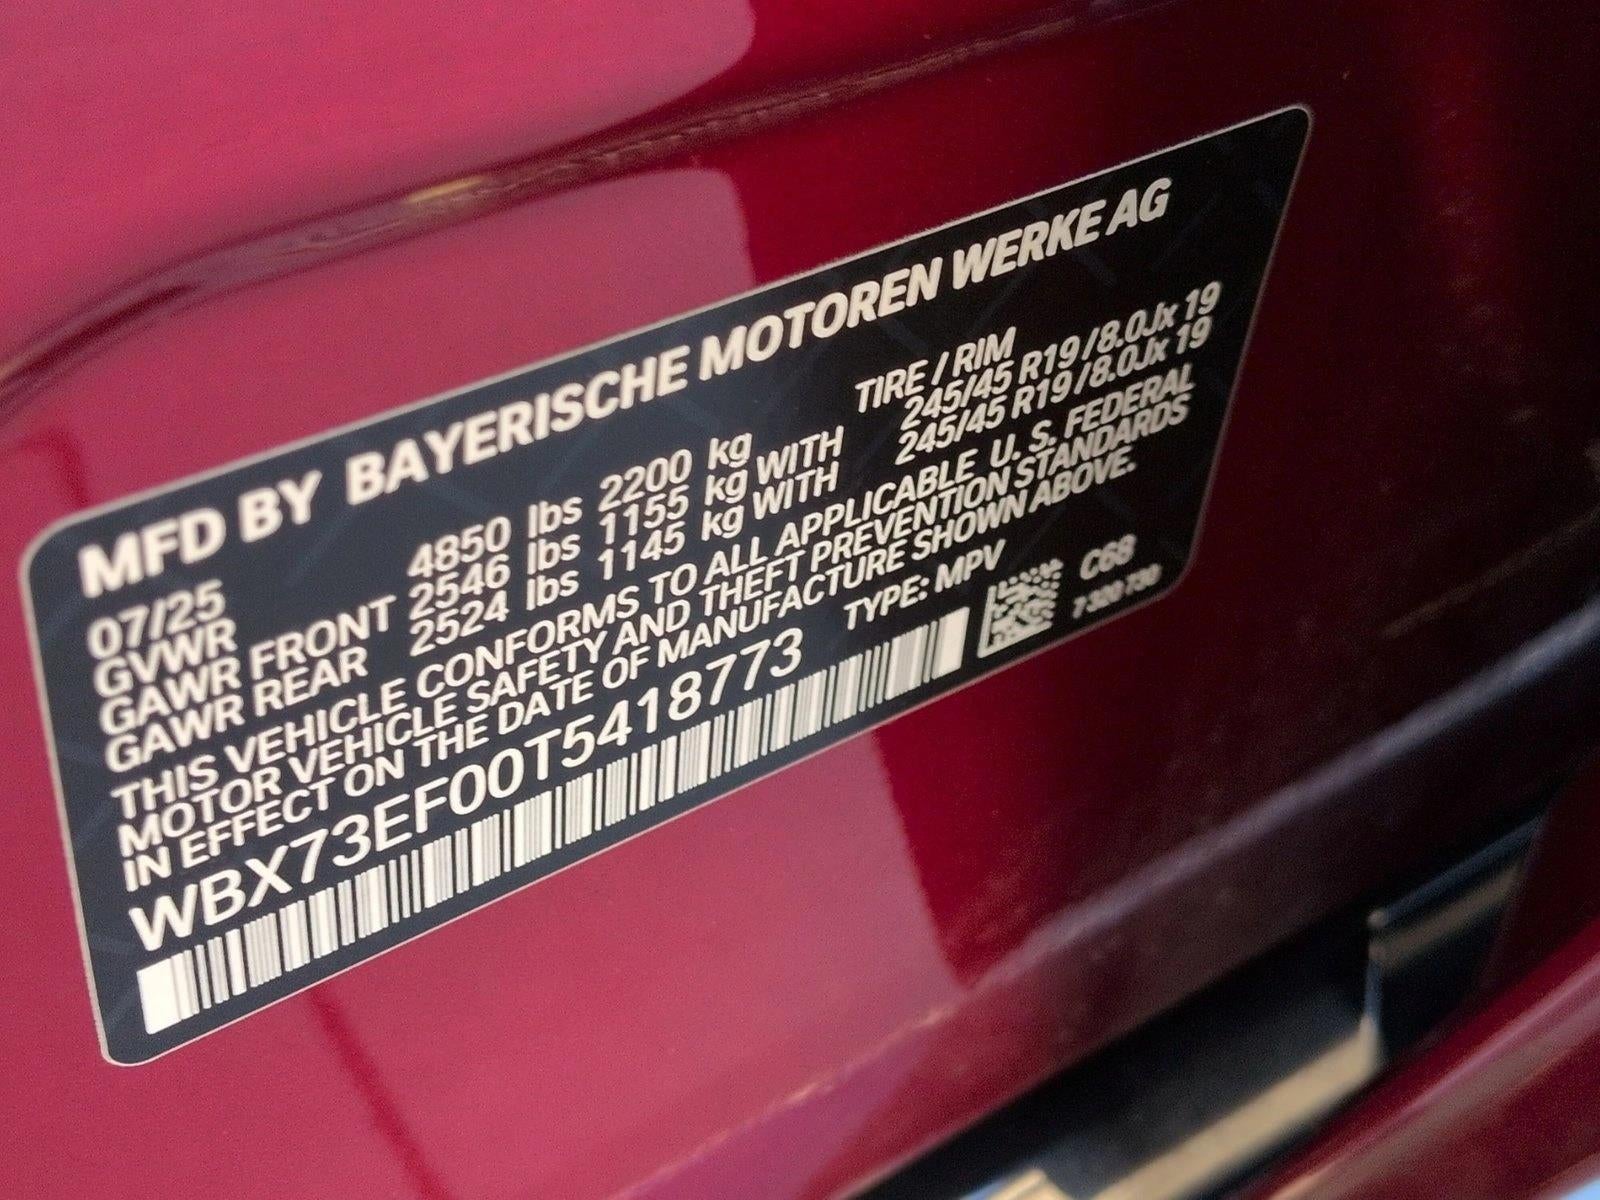 MFD BY BAYERISCHE MOTOREN WERKE AG
07/25 TIRE / RIM
GVWR 4850 lbs 2200 kg
GAWR FRONT 2546 lbs 1155 kg WITH 245/45 R19 / 8.0Jx 19
GAWR REAR 2524 lbs 1145 kg WITH 245/45 R19 / 8.0Jx 19
THIS VEHICLE CONFORMS TO ALL APPLICABLE U. S. FEDERAL
MOTOR VEHICLE SAFETY AND THEFT PREVENTION STANDARDS
IN EFFECT ON THE DATE OF MANUFACTURE SHOWN ABOVE.
WBX73EF00T5418773 TYPE: MPV
C68
7 320 730